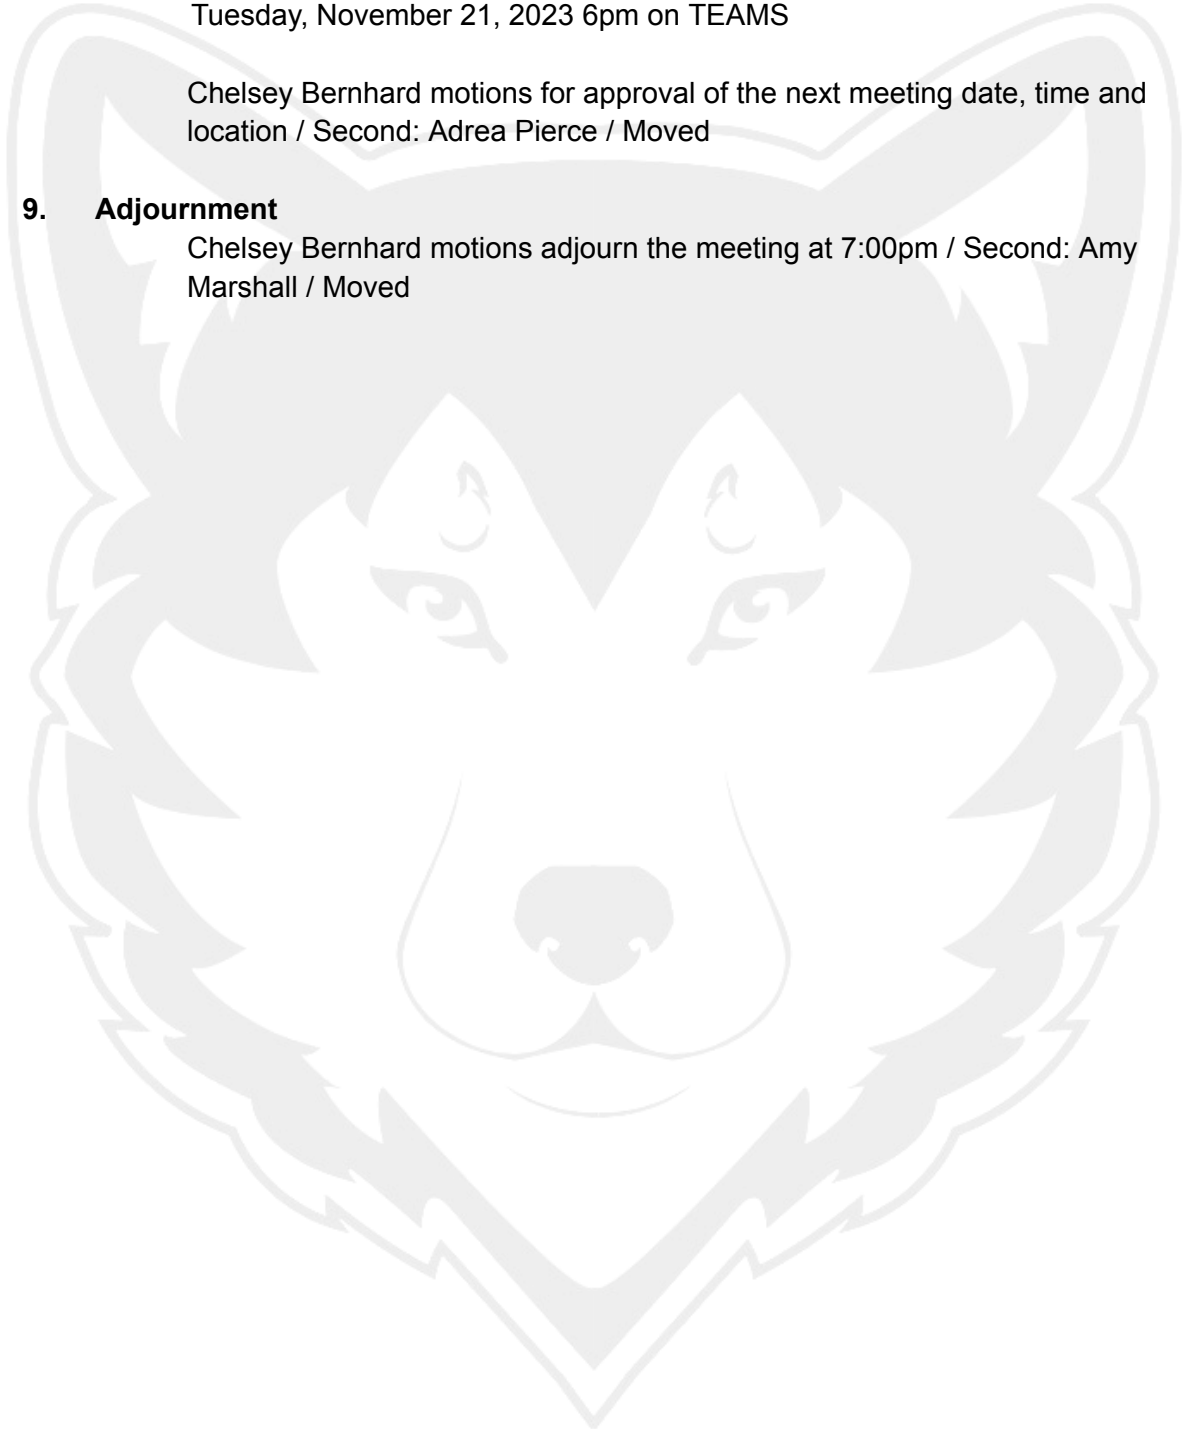 Tuesday, November 21, 2023 6pm on TEAMS
Chelsey Bernhard motions for approval of the next meeting date, time and
location / Second: Adrea Pierce / Moved
9. Adjournment
Chelsey Bernhard motions adjourn the meeting at 7:00pm / Second: Amy
Marshall / Moved